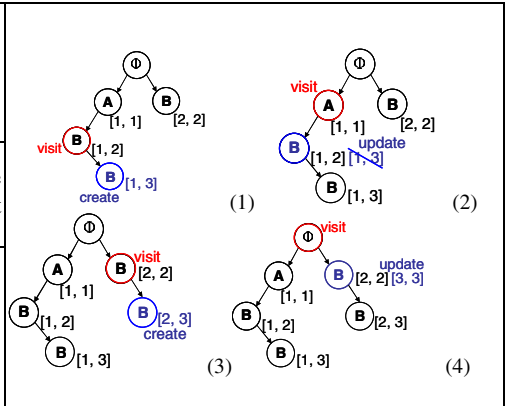 Φ
A
[1, 1]
B
[2, 2]
visit
B
[1, 2]
B
[1, 3]
create
(1)
Φ
visit
A
[1, 1]
B
[2, 2]
update
B
[1, 2]
[1, 3]
B
[1, 3]
(2)
Φ
A
[1, 1]
visit
B
[2, 2]
B
[1, 2]
B
[2, 3]
create
B
[1, 3]
(3)
Φ
visit
A
[1, 1]
update
B
[2, 2]
[3, 3]
B
[1, 2]
B
[2, 3]
B
[1, 3]
(4)